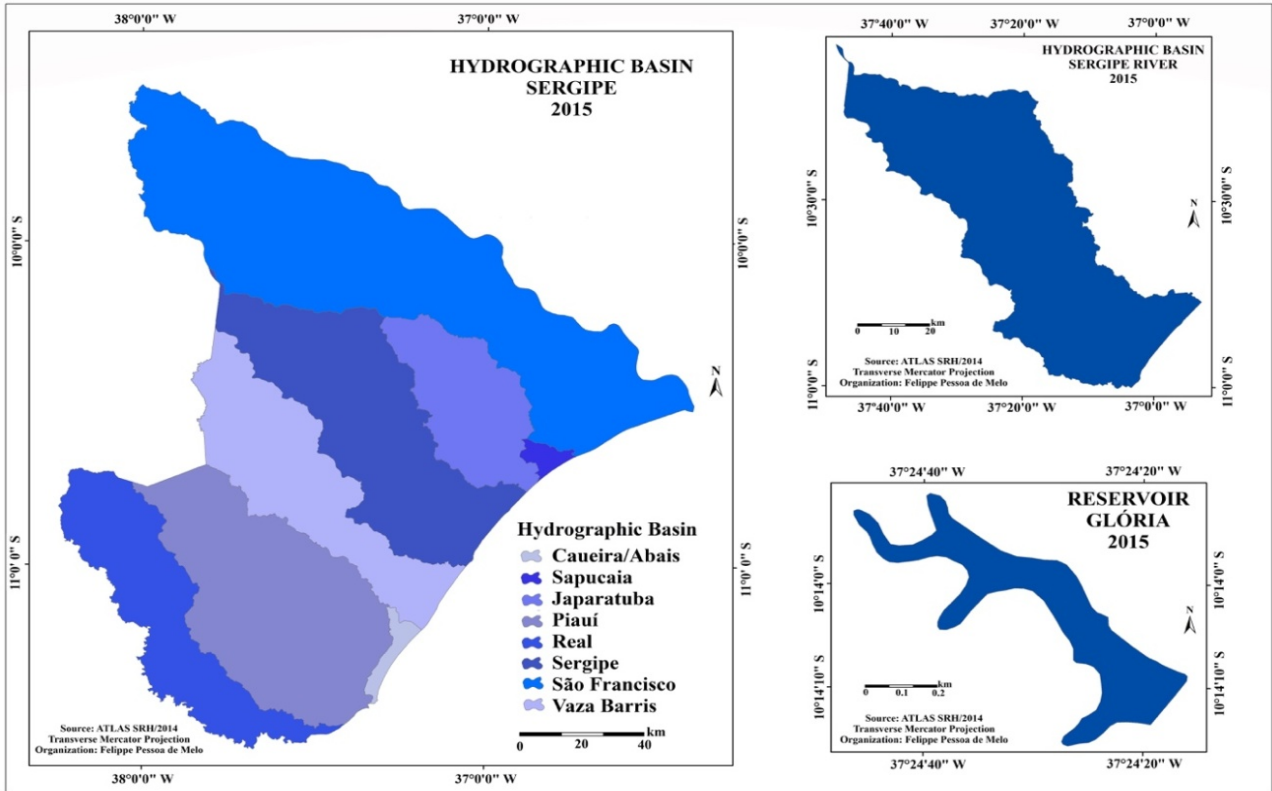 38°0'0" W
37°0'0" W
HYDROGRAPHIC BASIN
SERGIPE
2015
10°0'0" S
10°0'0" S
N
11°0'0" S
11°0'0" S
Hydrographic Basin
Caueira/Abais
Sapucaia
Japaratuba
Piauí
Real
Sergipe
São Francisco
Vaza Barris
km
0 20 40
Source: ATLAS SRH/2014
Transverse Mercator Projection
Organization: Felippe Pessoa de Melo
38°0'0" W
37°0'0" W
37°40'0" W
37°20'0" W
37°0'0" W
HYDROGRAPHIC BASIN
SERGIPE RIVER
2015
10°30'0" S
10°30'0" S
N
km
0 10 20
Source: ATLAS SRH/2014
Transverse Mercator Projection
Organization: Felippe Pessoa de Melo
11°0'0" S
11°0'0" S
37°40'0" W
37°20'0" W
37°0'0" W
37°24'40" W
37°24'20" W
RESERVOIR
GLÓRIA
2015
10°14'0" S
10°14'0" S
N
10°14'10" S
10°14'10" S
km
0 0.1 0.2
Source: ATLAS SRH/2014
Transverse Mercator Projection
Organization: Felippe Pessoa de Melo
37°24'40" W
37°24'20" W